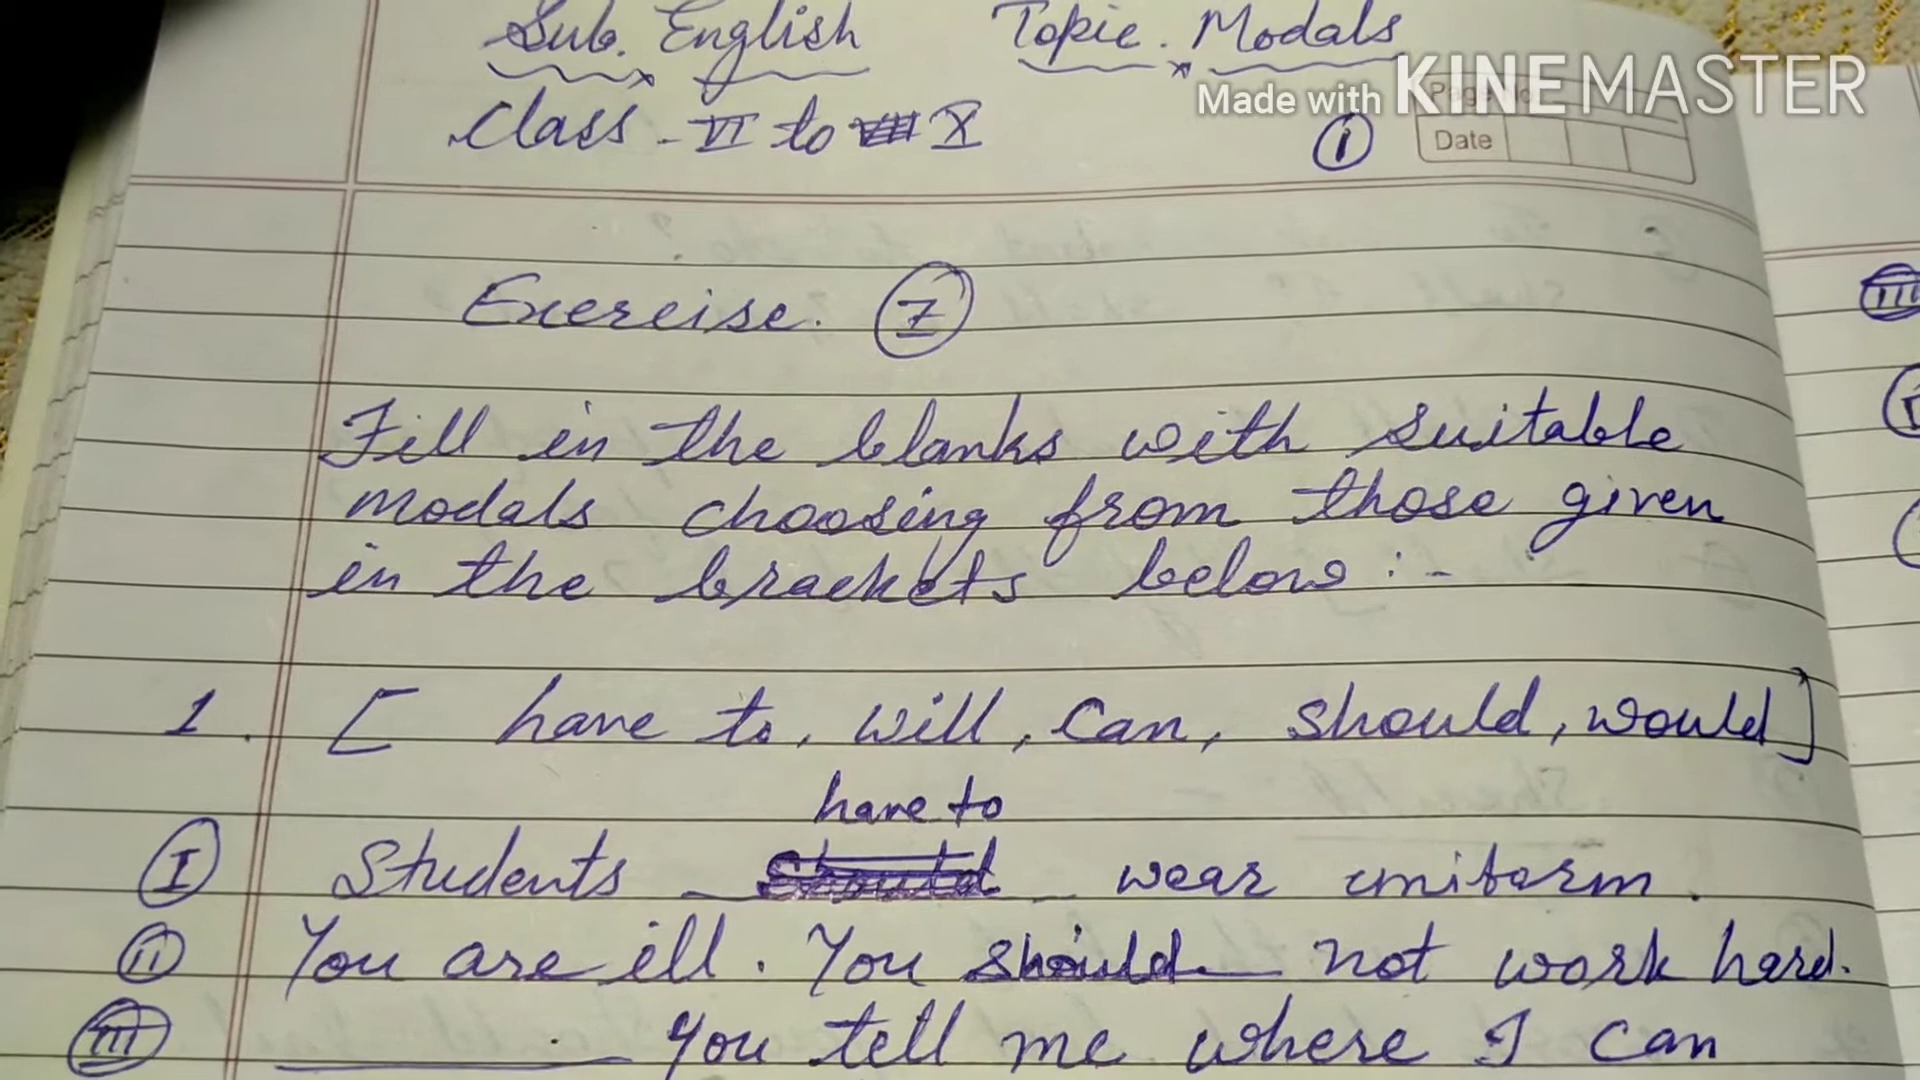 Sub. English Topic. Modals
Made with KINEMASTER
Class - VI to X
1
Page No.
Date
Exercise. 7
Fill in the blanks with suitable
modals choosing from those given
in the brackets below :-
1. [ have to, will, can, should, would ]
have to
I Students should wear uniform.
II You are ill. You should not work hard.
III ______ you tell me where I can
III